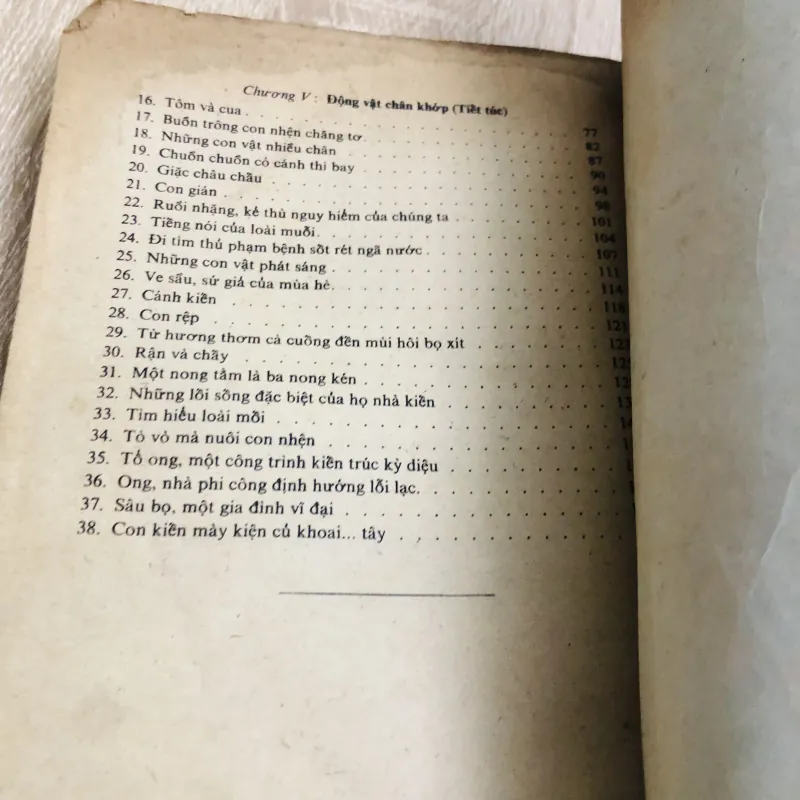 Chương V : Động vật chân khớp (Tiết túc)
16. Tôm và cua 77
17. Buồn trông con nhện chăng tơ 82
18. Những con vật nhiều chân 87
19. Chuồn chuồn có cánh thì bay 90
20. Giặc châu chấu 94
21. Con gián 98
22. Ruồi nhặng, kẻ thù nguy hiểm của chúng ta 101
23. Tiếng nói của loài muỗi 104
24. Đi tìm thủ phạm bệnh sốt rét ngã nước 107
25. Những con vật phát sáng 111
26. Ve sầu, sứ giả của mùa hè 114
27. Cánh kiến 118
28. Con rệp 121
29. Từ hương thơm cà cuống đến mùi hôi bọ xít
30. Rận và chấy
31. Một nong tằm là ba nong kén
32. Những lối sống đặc biệt của họ nhà kiến
33. Tìm hiểu loài mối
34. Tò vò mà nuôi con nhện
35. Tổ ong, một công trình kiến trúc kỳ diệu
36. Ong, nhà phi công định hướng lỗi lạc.
37. Sâu bọ, một gia đình vĩ đại
38. Con kiến mày kiện củ khoai... tây